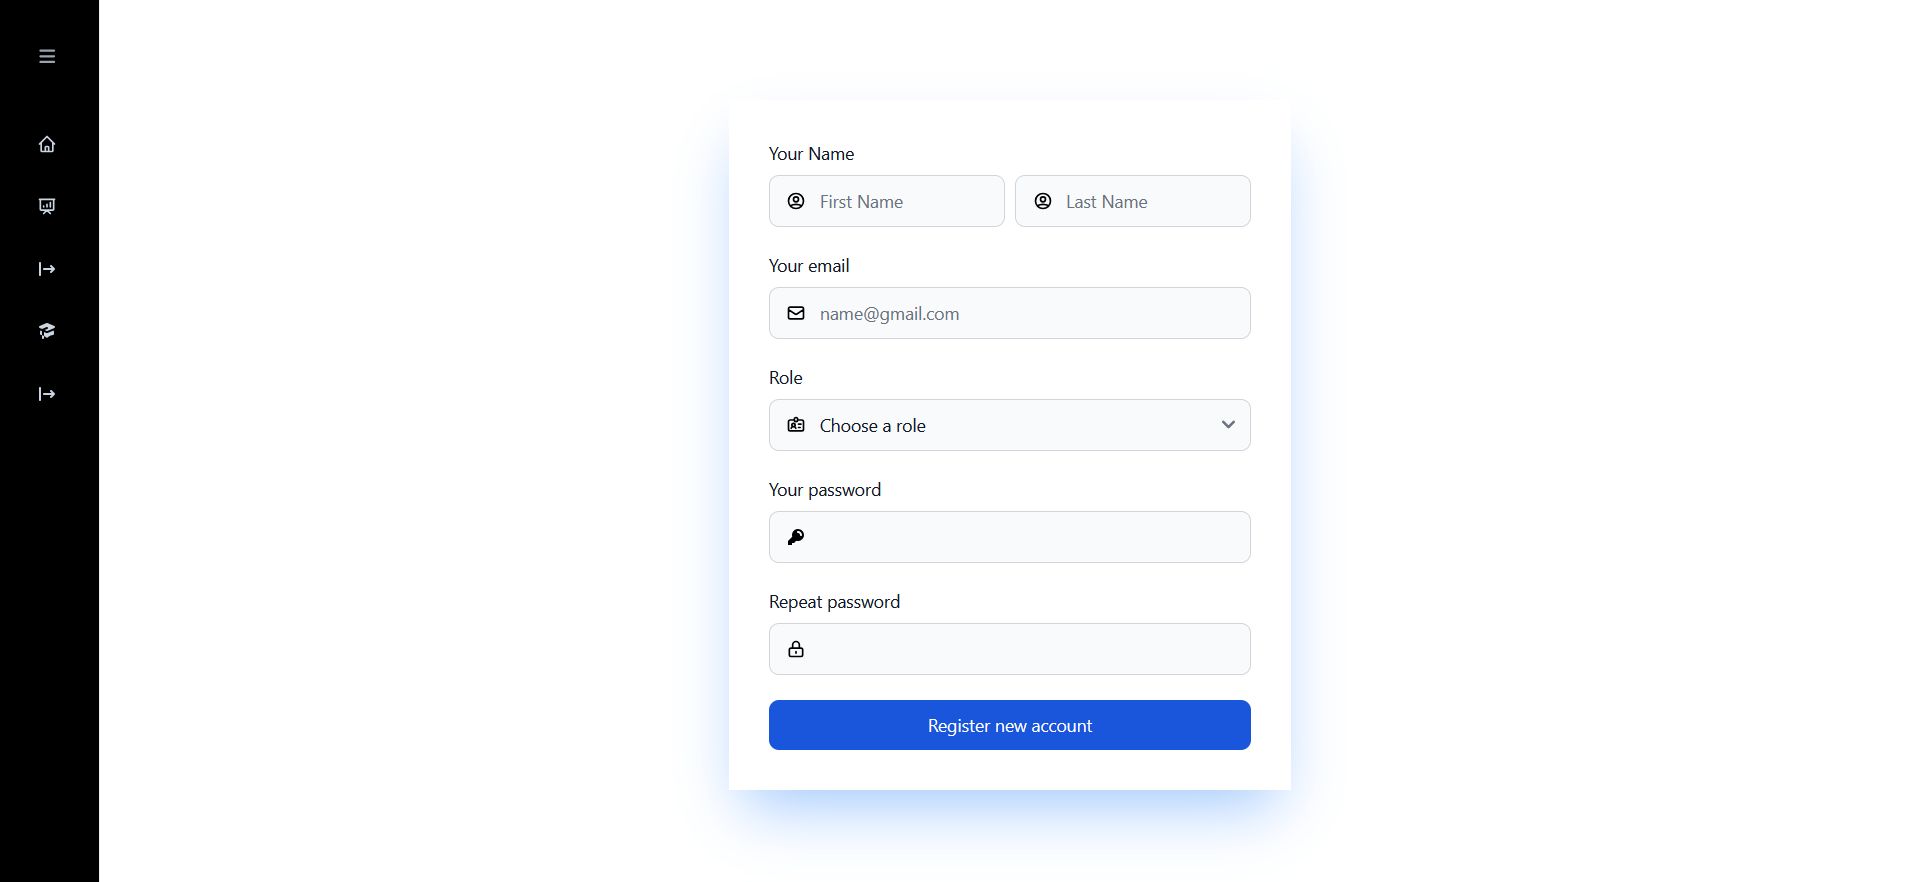 Your Name
First Name Last Name
Your email
name@gmail.com
Role
Choose a role
Your password
Repeat password
Register new account